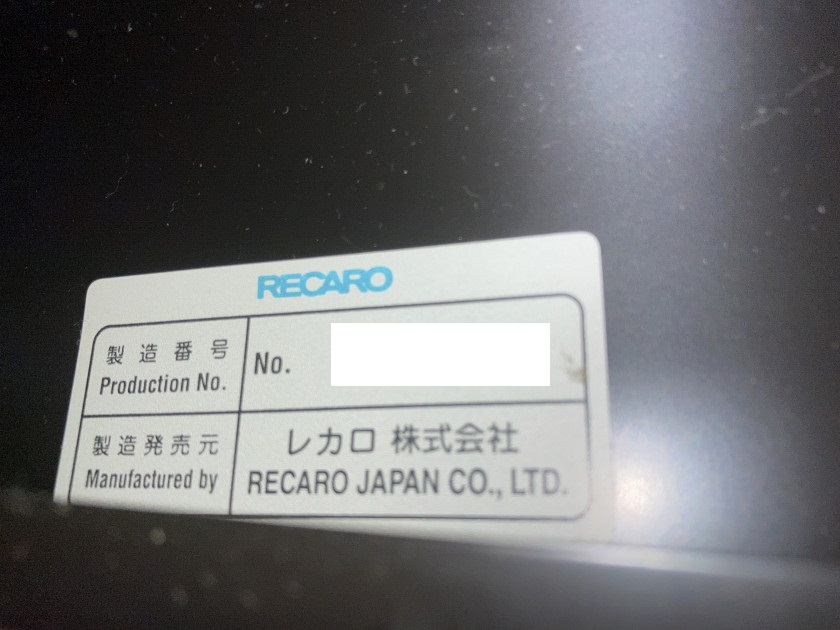 RECARO
製造番号
Production No.
No.
製造発売元
Manufactured by
レカロ 株式会社
RECARO JAPAN CO., LTD.